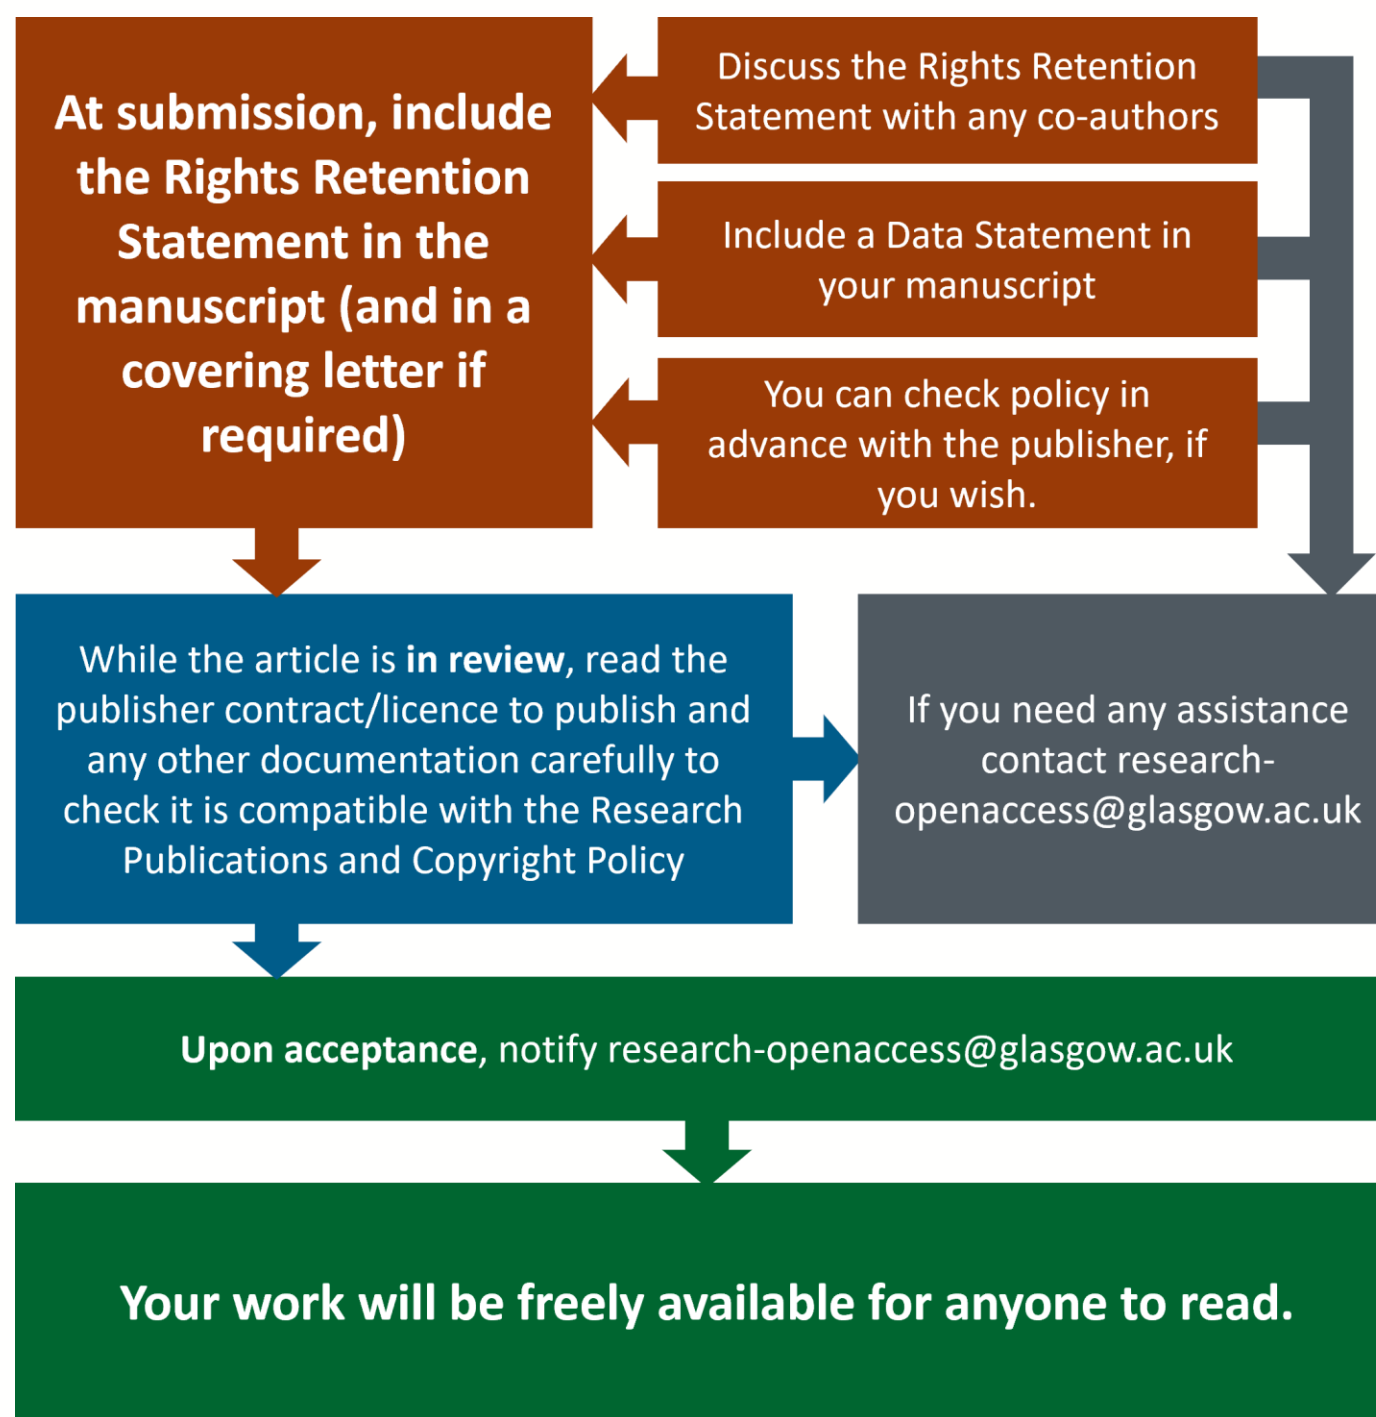 At submission, include
the Rights Retention
Statement in the
manuscript (and in a
covering letter if
required)
Discuss the Rights Retention
Statement with any co-authors
Include a Data Statement in
your manuscript
You can check policy in
advance with the publisher, if
you wish.
While the article is in review, read the
publisher contract/licence to publish and
any other documentation carefully to
check it is compatible with the Research
Publications and Copyright Policy
If you need any assistance
contact research-
openaccess@glasgow.ac.uk
Upon acceptance, notify research-openaccess@glasgow.ac.uk
Your work will be freely available for anyone to read.